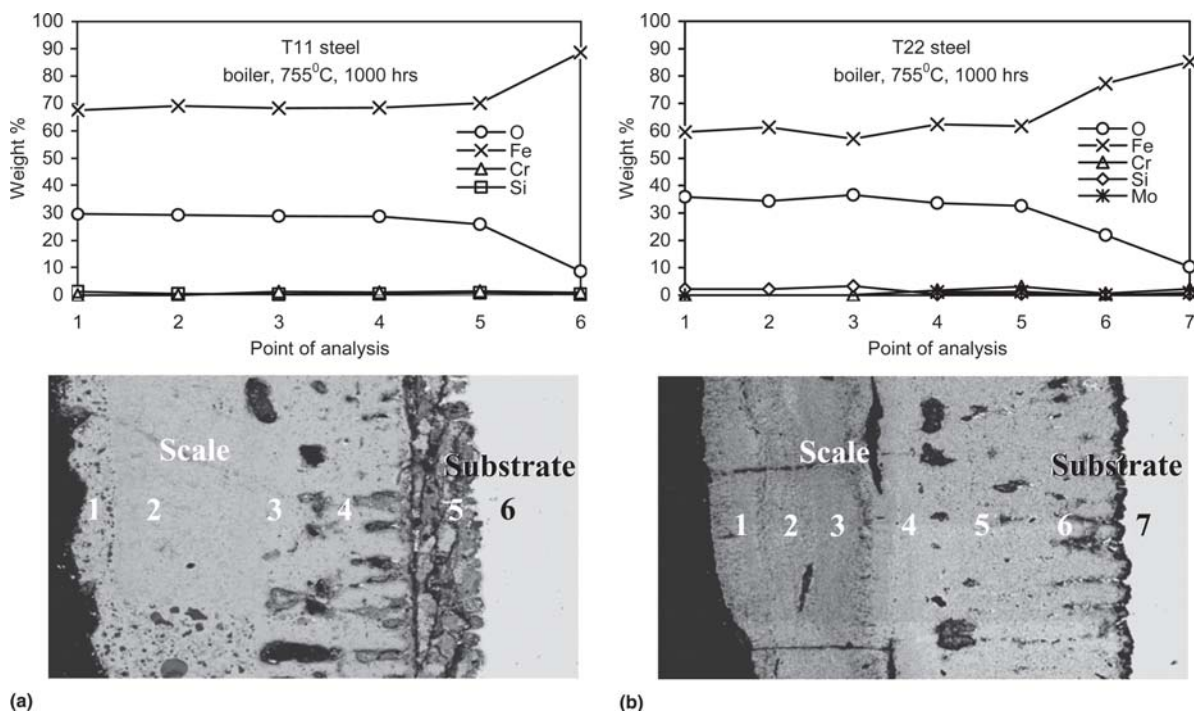 100
90
80
70
60
50
40
30
20
10
0
Weight %
T11 steel
boiler, 755⁰C, 1000 hrs
O
Fe
Cr
Si
1 2 3 4 5 6
Point of analysis
Scale
Substrate
1 2 3 4 5 6
(a)
100
90
80
70
60
50
40
30
20
10
0
Weight %
T22 steel
boiler, 755⁰C, 1000 hrs
O
Fe
Cr
Si
Mo
1 2 3 4 5 6 7
Point of analysis
Scale
Substrate
1 2 3 4 5 6 7
(b)